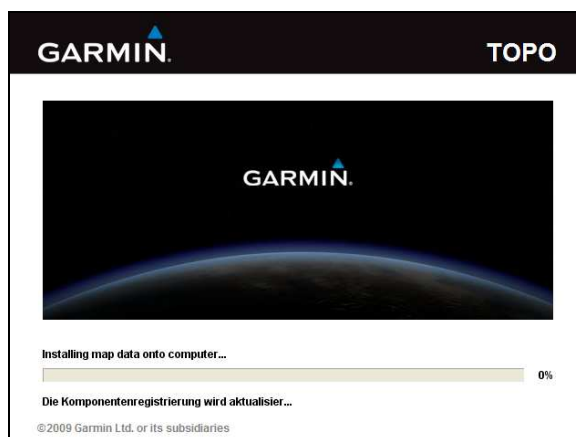 GARMIN.
TOPO
GARMIN.
Installing map data onto computer...
0%
Die Komponentenregistrierung wird aktualisier...
©2009 Garmin Ltd. or its subsidiaries